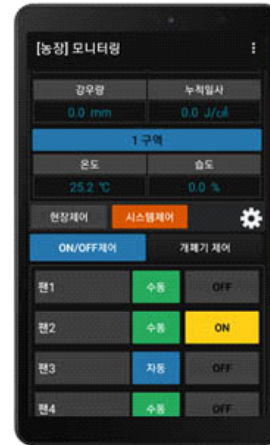 [농장] 모니터링
강우량 누적일사
0.0 mm 0.0 J/㎠
1 구역
온도 습도
25.2 ℃ 0.0 %
현장제어 시스템제어
ON/OFF제어 개폐기 제어
팬1 수동 OFF
팬2 수동 ON
팬3 자동 OFF
팬4 수동 OFF